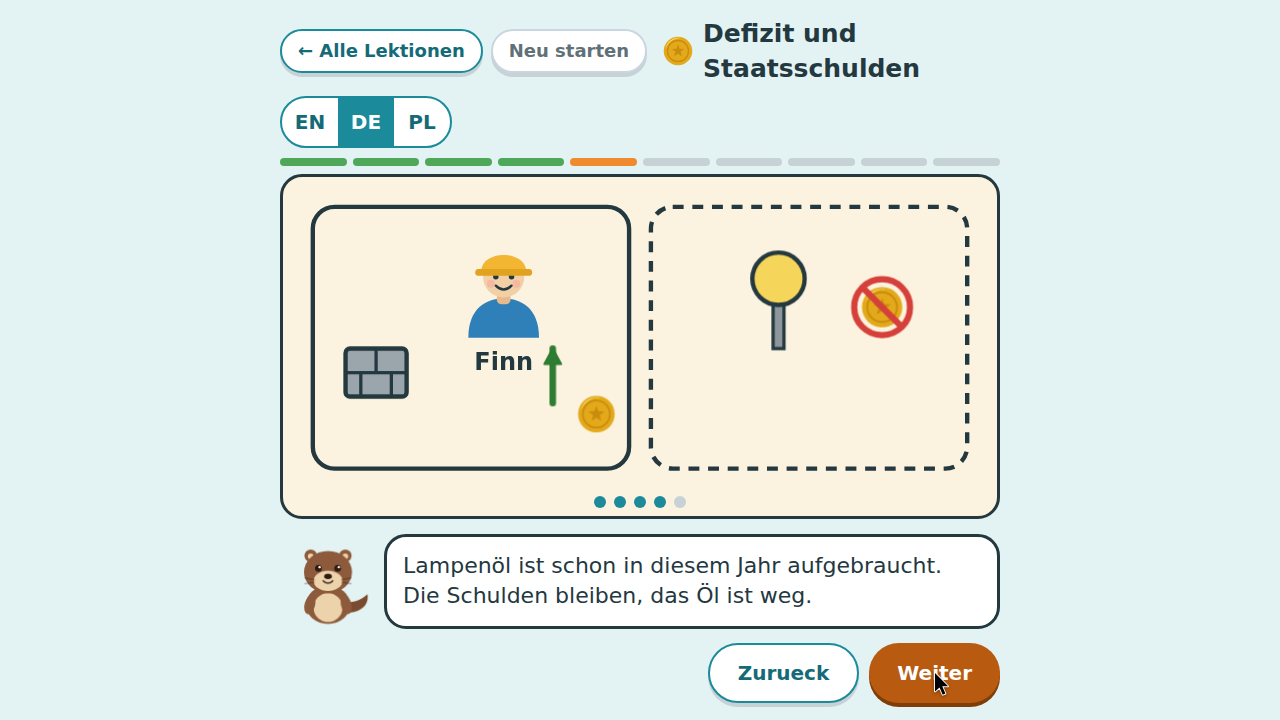 ← Alle Lektionen
Neu starten
Defizit und
Staatsschulden
EN DE PL
Finn
Lampenöl ist schon in diesem Jahr aufgebraucht.
Die Schulden bleiben, das Öl ist weg.
Zurueck
Weiter